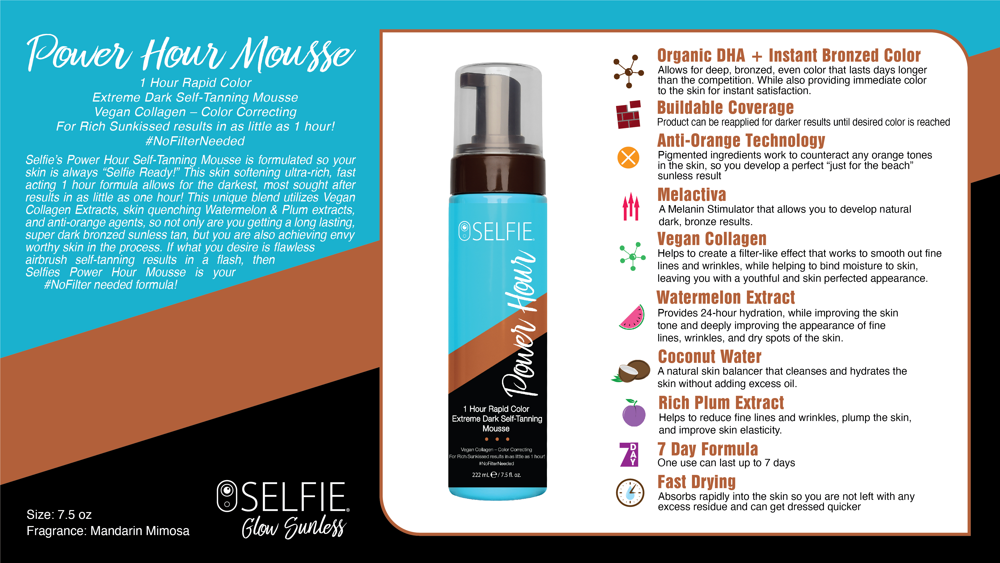 Power Hour Mousse
1 Hour Rapid Color
Extreme Dark Self-Tanning Mousse
Vegan Collagen – Color Correcting
For Rich Sunkissed results in as little as 1 hour!
#NoFilterNeeded
Selfie's Power Hour Self-Tanning Mousse is formulated so your
skin is always “Selfie Ready!” This skin softening ultra-rich, fast
acting 1 hour formula allows for the darkest, most sought after
results in as little as one hour! This unique blend utilizes Vegan
Collagen Extracts, skin quenching Watermelon & Plum extracts,
and anti-orange agents, so not only are you getting a long lasting,
super dark bronzed sunless tan, but you are also achieving envy
worthy skin in the process. If what you desire is flawless
airbrush self-tanning results in a flash, then
Selfies Power Hour Mousse is your
#NoFilter needed formula!
Size: 7.5 oz
Fragrance: Mandarin Mimosa
SELFIE®
Glow Sunless
SELFIE®
Power Hour
1 Hour Rapid Color
Extreme Dark Self-Tanning
Mousse
Vegan Collagen – Color Correcting
For Rich Sunkissed results in as little as 1 hour!
#NoFilterNeeded
222 mL ℮ / 7.5 fl. oz.
Organic DHA + Instant Bronzed Color
Allows for deep, bronzed, even color that lasts days longer
than the competition. While also providing immediate color
to the skin for instant satisfaction.
Buildable Coverage
Product can be reapplied for darker results until desired color is reached
Anti-Orange Technology
Pigmented ingredients work to counteract any orange tones
in the skin, so you develop a perfect “just for the beach”
sunless result
Melactiva
A Melanin Stimulator that allows you to develop natural
dark, bronze results.
Vegan Collagen
Helps to create a filter-like effect that works to smooth out fine
lines and wrinkles, while helping to bind moisture to skin,
leaving you with a youthful and skin perfected appearance.
Watermelon Extract
Provides 24-hour hydration, while improving the skin
tone and deeply improving the appearance of fine
lines, wrinkles, and dry spots of the skin.
Coconut Water
A natural skin balancer that cleanses and hydrates the
skin without adding excess oil.
Rich Plum Extract
Helps to reduce fine lines and wrinkles, plump the skin,
and improve skin elasticity.
7 DAY
7 Day Formula
One use can last up to 7 days
Fast Drying
Absorbs rapidly into the skin so you are not left with any
excess residue and can get dressed quicker